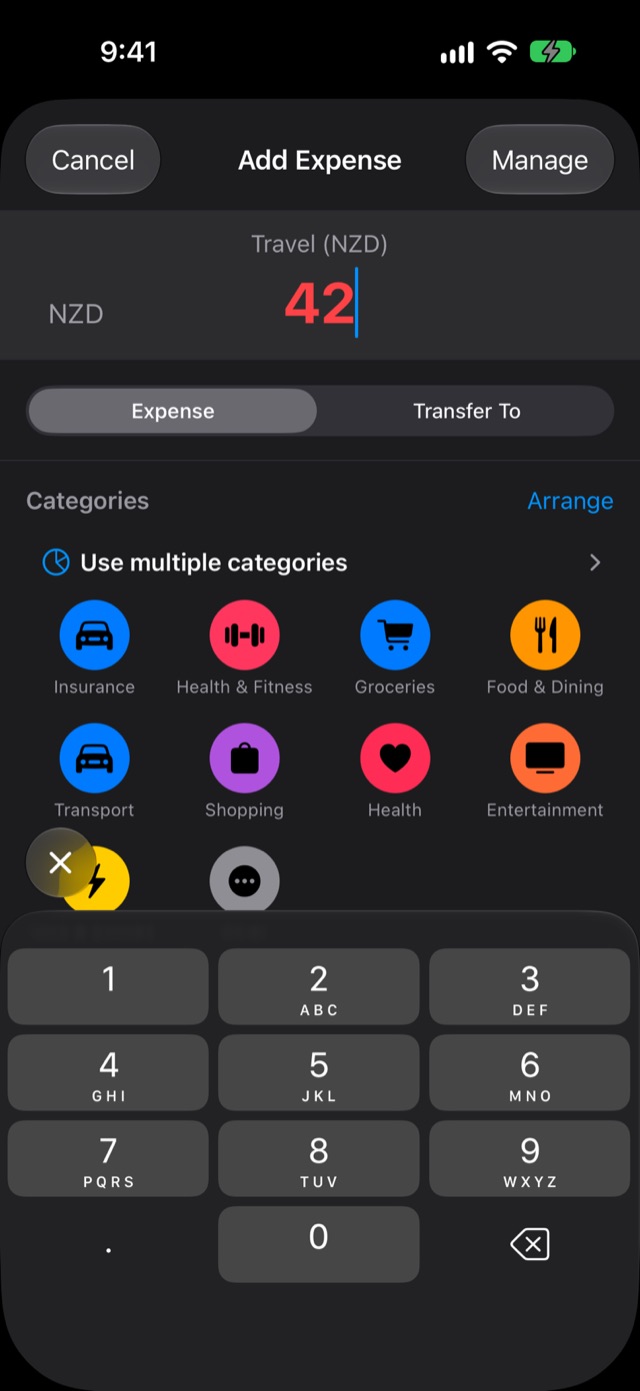 9:41
Cancel
Add Expense
Manage
Travel (NZD)
NZD
42
Expense
Transfer To
Categories
Arrange
Use multiple categories
Insurance
Health & Fitness
Groceries
Food & Dining
Transport
Shopping
Health
Entertainment
1
2
ABC
3
DEF
4
GHI
5
JKL
6
MNO
7
PQRS
8
TUV
9
WXYZ
.
0